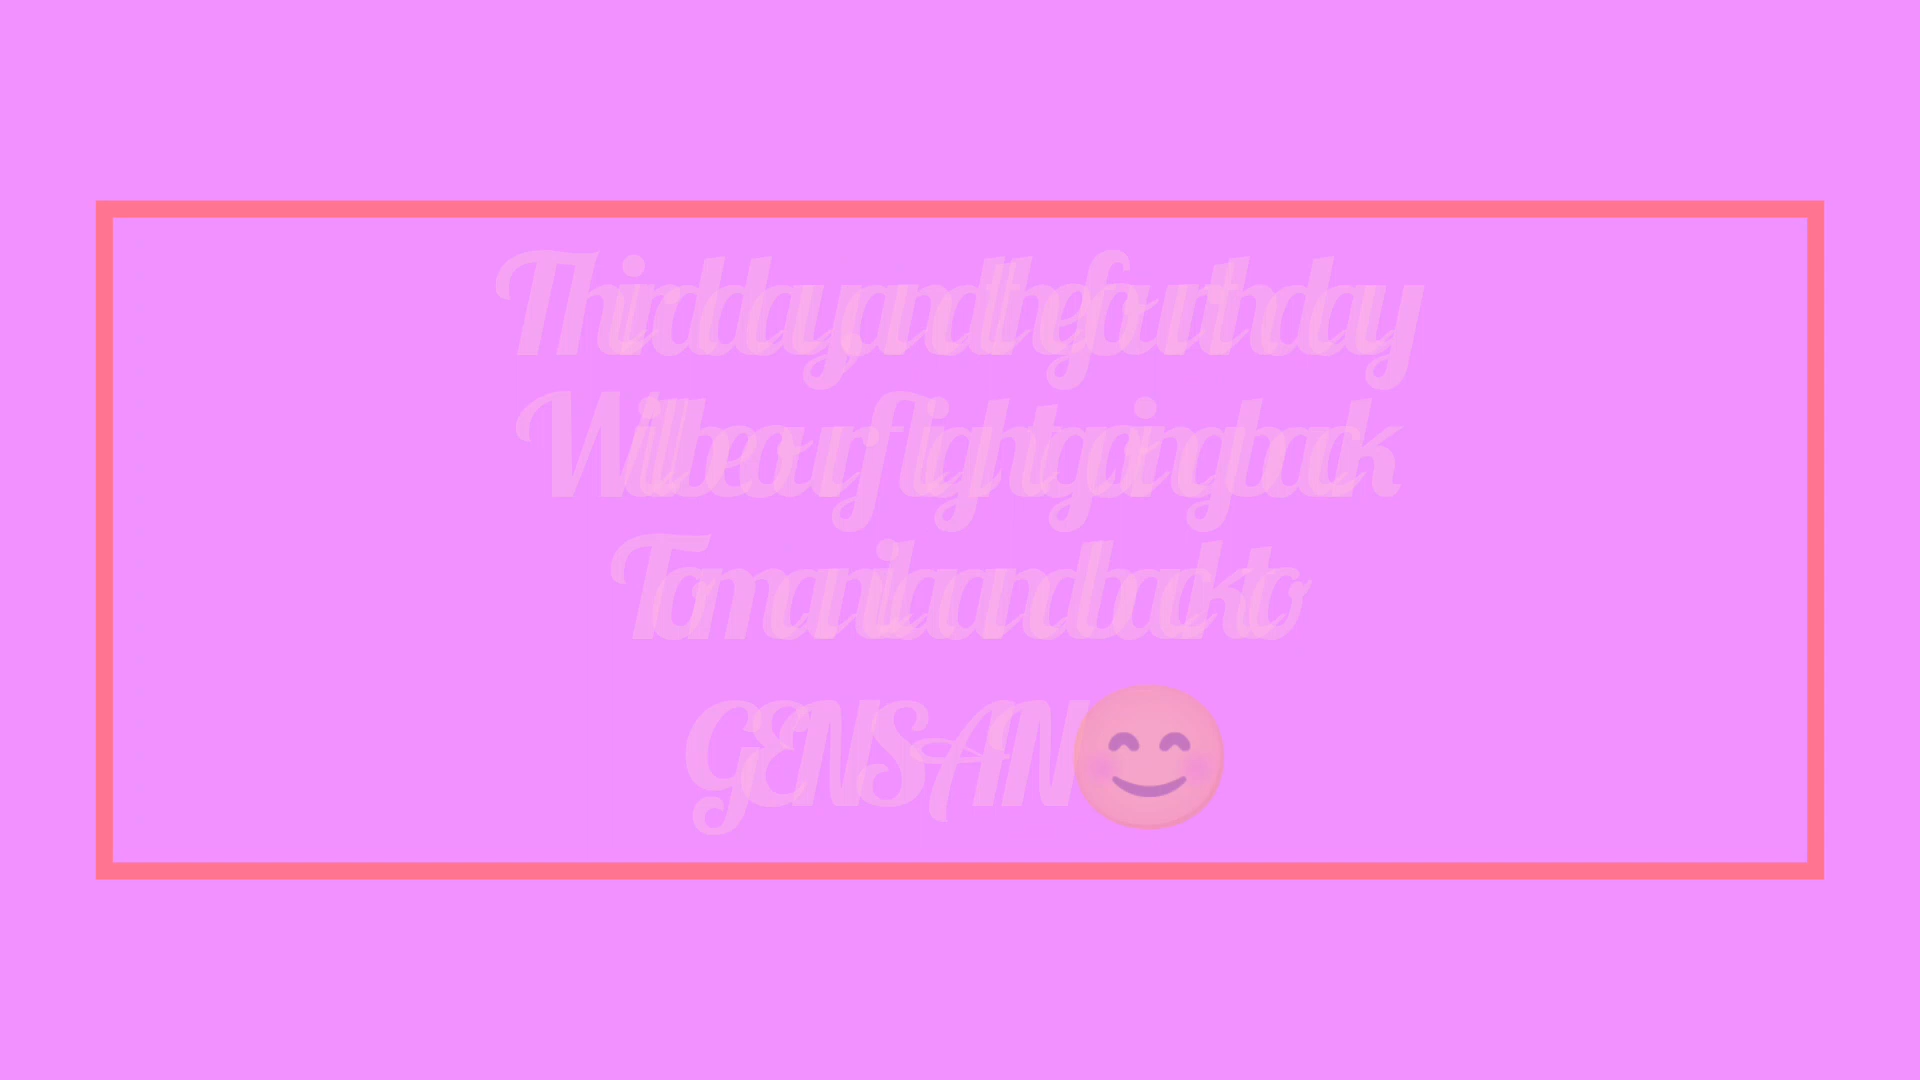 Third day, and the fourth day
Will be our flight going back
To manila and back to
GENSAN😊